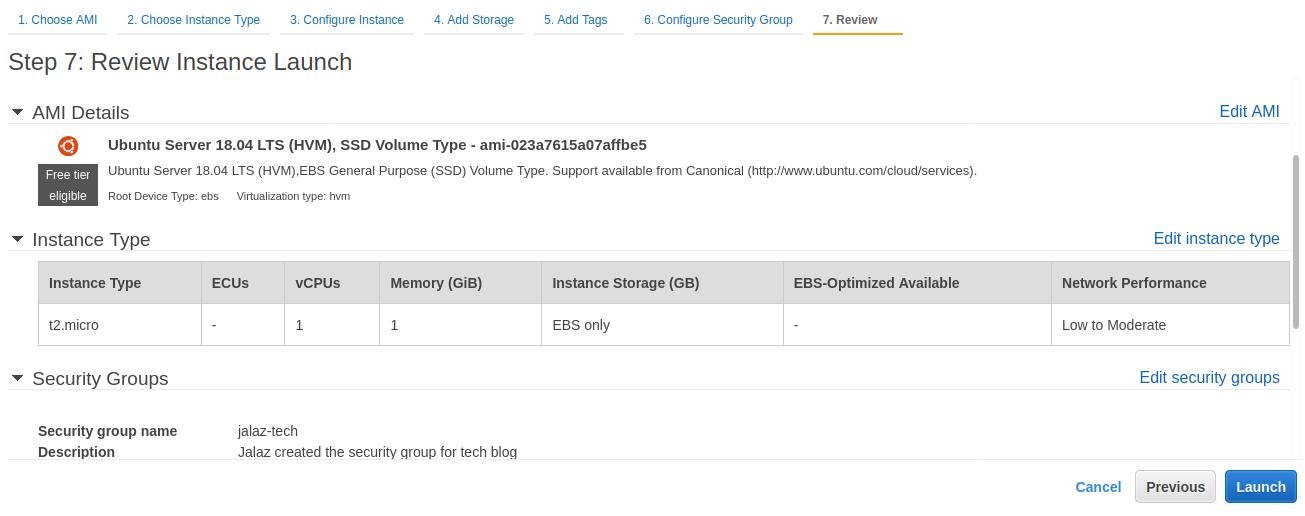 1. Choose AMI 2. Choose Instance Type 3. Configure Instance 4. Add Storage 5. Add Tags 6. Configure Security Group 7. Review
Step 7: Review Instance Launch
AMI Details Edit AMI
Ubuntu Server 18.04 LTS (HVM), SSD Volume Type - ami-023a7615a07affbe5
Free tier eligible
Ubuntu Server 18.04 LTS (HVM),EBS General Purpose (SSD) Volume Type. Support available from Canonical (http://www.ubuntu.com/cloud/services).
Root Device Type: ebs Virtualization type: hvm
Instance Type Edit instance type
Instance Type ECUs vCPUs Memory (GiB) Instance Storage (GB) EBS-Optimized Available Network Performance
t2.micro - 1 1 EBS only - Low to Moderate
Security Groups Edit security groups
Security group name jalaz-tech
Description Jalaz created the security group for tech blog
Cancel Previous Launch